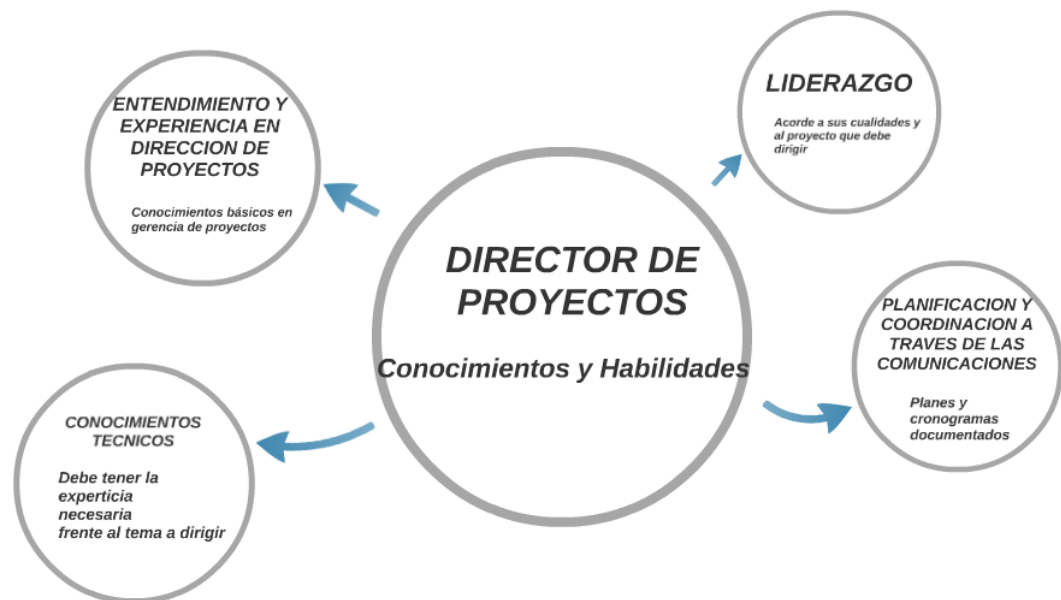 ENTENDIMIENTO Y
EXPERIENCIA EN
DIRECCION DE
PROYECTOS
Conocimientos básicos en
gerencia de proyectos
LIDERAZGO
Acorde a sus cualidades y
al proyecto que debe
dirigir
DIRECTOR DE
PROYECTOS
Conocimientos y Habilidades
PLANIFICACION Y
COORDINACION A
TRAVES DE LAS
COMUNICACIONES
Planes y
cronogramas
documentados
CONOCIMIENTOS
TECNICOS
Debe tener la
experticia
necesaria
frente al tema a dirigir